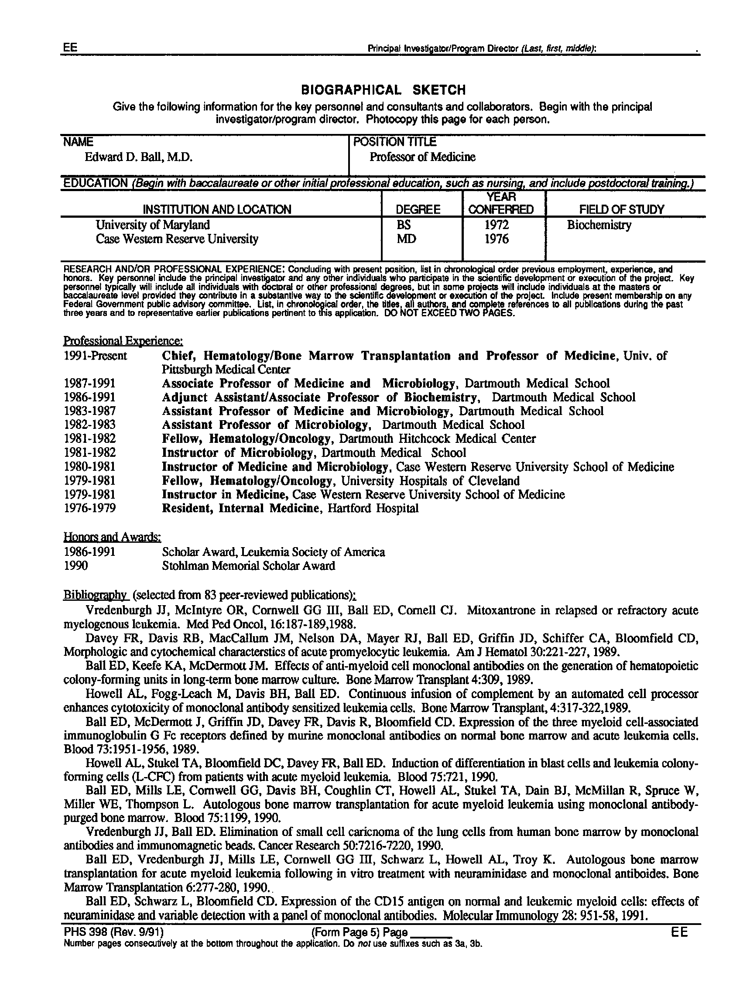 EE Principal Investigator/Program Director (Last, first, middle):
BIOGRAPHICAL SKETCH
Give the following information for the key personnel and consultants and collaborators. Begin with the principal
investigator/program director. Photocopy this page for each person.
NAME POSITION TITLE
Edward D. Ball, M.D. Professor of Medicine
EDUCATION (Begin with baccalaureate or other initial professional education, such as nursing, and include postdoctoral training.)
INSTITUTION AND LOCATION DEGREE YEAR CONFERRED FIELD OF STUDY
University of Maryland BS 1972 Biochemistry
Case Western Reserve University MD 1976
RESEARCH AND/OR PROFESSIONAL EXPERIENCE: Concluding with present position, list in chronological order previous employment, experience, and
honors. Key personnel include the principal investigator and any other individuals who participate in the scientific development or execution of the project. Key
personnel typically will include all individuals with doctoral or other professional degrees, but in some projects will include individuals at the masters or
baccalaureate level provided they contribute in a substantive way to the scientific development or execution of the project. Include present membership on any
Federal Government public advisory committee. List, in chronological order, the titles, all authors, and complete references to all publications during the past
three years and to representative earlier publications pertinent to this application. DO NOT EXCEED TWO PAGES.
Professional Experience:
1991-Present Chief, Hematology/Bone Marrow Transplantation and Professor of Medicine, Univ. of
Pittsburgh Medical Center
1987-1991 Associate Professor of Medicine and Microbiology, Dartmouth Medical School
1986-1991 Adjunct Assistant/Associate Professor of Biochemistry, Dartmouth Medical School
1983-1987 Assistant Professor of Medicine and Microbiology, Dartmouth Medical School
1982-1983 Assistant Professor of Microbiology, Dartmouth Medical School
1981-1982 Fellow, Hematology/Oncology, Dartmouth Hitchcock Medical Center
1981-1982 Instructor of Microbiology, Dartmouth Medical School
1980-1981 Instructor of Medicine and Microbiology, Case Western Reserve University School of Medicine
1979-1981 Fellow, Hematology/Oncology, University Hospitals of Cleveland
1979-1981 Instructor in Medicine, Case Western Reserve University School of Medicine
1976-1979 Resident, Internal Medicine, Hartford Hospital
Honors and Awards:
1986-1991 Scholar Award, Leukemia Society of America
1990 Stohlman Memorial Scholar Award
Bibliography (selected from 83 peer-reviewed publications):
Vredenburgh JJ, McIntyre OR, Cornwell GG III, Ball ED, Cornell CJ. Mitoxantrone in relapsed or refractory acute
myelogenous leukemia. Med Ped Oncol, 16:187-189,1988.
Davey FR, Davis RB, MacCallum JM, Nelson DA, Mayer RJ, Ball ED, Griffin JD, Schiffer CA, Bloomfield CD,
Morphologic and cytochemical characterstics of acute promyelocytic leukemia. Am J Hematol 30:221-227, 1989.
Ball ED, Keefe KA, McDermott JM. Effects of anti-myeloid cell monoclonal antibodies on the generation of hematopoietic
colony-forming units in long-term bone marrow culture. Bone Marrow Transplant 4:309, 1989.
Howell AL, Fogg-Leach M, Davis BH, Ball ED. Continuous infusion of complement by an automated cell processor
enhances cytotoxicity of monoclonal antibody sensitized leukemia cells. Bone Marrow Transplant, 4:317-322,1989.
Ball ED, McDermott J, Griffin JD, Davey FR, Davis R, Bloomfield CD. Expression of the three myeloid cell-associated
immunoglobulin G Fc receptors defined by murine monoclonal antibodies on normal bone marrow and acute leukemia cells.
Blood 73:1951-1956, 1989.
Howell AL, Stukel TA, Bloomfield DC, Davey FR, Ball ED. Induction of differentiation in blast cells and leukemia colony-
forming cells (L-CFC) from patients with acute myeloid leukemia. Blood 75:721, 1990.
Ball ED, Mills LE, Cornwell GG, Davis BH, Coughlin CT, Howell AL, Stukel TA, Dain BJ, McMillan R, Spruce W,
Miller WE, Thompson L. Autologous bone marrow transplantation for acute myeloid leukemia using monoclonal antibody-
purged bone marrow. Blood 75:1199, 1990.
Vredenburgh JJ, Ball ED. Elimination of small cell caricnoma of the lung cells from human bone marrow by monoclonal
antibodies and immunomagnetic beads. Cancer Research 50:7216-7220, 1990.
Ball ED, Vredenburgh JJ, Mills LE, Cornwell GG III, Schwarz L, Howell AL, Troy K. Autologous bone marrow
transplantation for acute myeloid leukemia following in vitro treatment with neuraminidase and monoclonal antiboides. Bone
Marrow Transplantation 6:277-280, 1990.
Ball ED, Schwarz L, Bloomfield CD. Expression of the CD15 antigen on normal and leukemic myeloid cells: effects of
neuraminidase and variable detection with a panel of monoclonal antibodies. Molecular Immunology 28: 951-58, 1991.
PHS 398 (Rev. 9/91) (Form Page 5) Page ______ EE
Number pages consecutively at the bottom throughout the application. Do not use suffixes such as 3a, 3b.